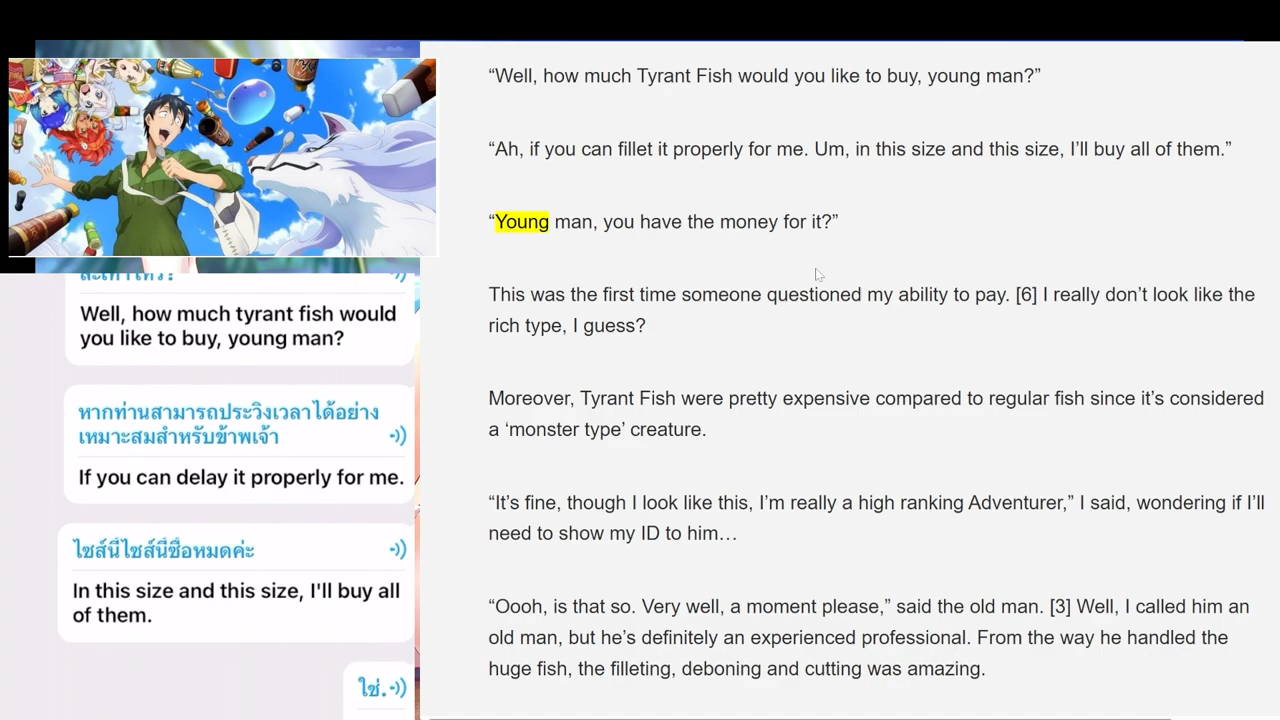 Well, how much tyrant fish would
you like to buy, young man?
หากท่านสามารถประวิงเวลาได้อย่าง
เหมาะสมสำหรับข้าพเจ้า
If you can delay it properly for me.
ไซส์นี้ไซส์นี้ซื้อหมดค่ะ
In this size and this size, I'll buy all
of them.
ใช่.
“Well, how much Tyrant Fish would you like to buy, young man?”
“Ah, if you can fillet it properly for me. Um, in this size and this size, I’ll buy all of them.”
“Young man, you have the money for it?”
This was the first time someone questioned my ability to pay. [6] I really don’t look like the
rich type, I guess?
Moreover, Tyrant Fish were pretty expensive compared to regular fish since it’s considered
a ‘monster type’ creature.
“It’s fine, though I look like this, I’m really a high ranking Adventurer,” I said, wondering if I’ll
need to show my ID to him…
“Oooh, is that so. Very well, a moment please,” said the old man. [3] Well, I called him an
old man, but he’s definitely an experienced professional. From the way he handled the
huge fish, the filleting, deboning and cutting was amazing.